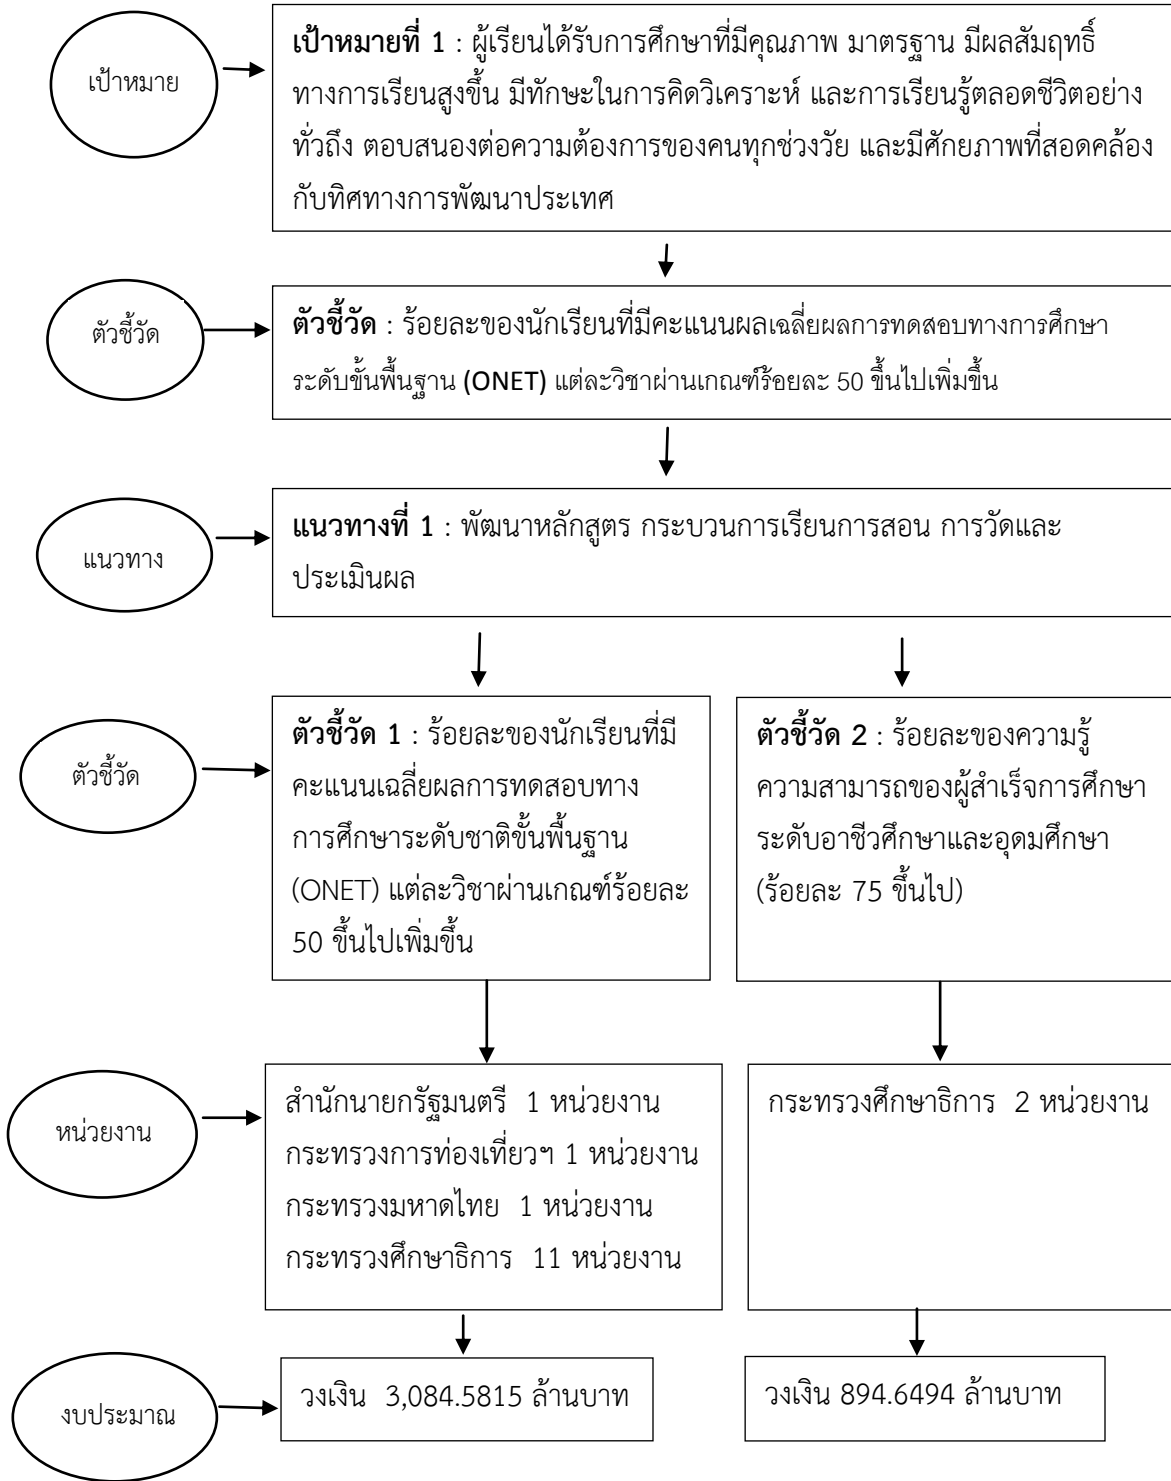 เป้าหมาย
เป้าหมายที่ 1 : ผู้เรียนได้รับการศึกษาที่มีคุณภาพ มาตรฐาน มีผลสัมฤทธิ์
ทางการเรียนสูงขึ้น มีทักษะในการคิดวิเคราะห์ และการเรียนรู้ตลอดชีวิตอย่าง
ทั่วถึง ตอบสนองต่อความต้องการของคนทุกช่วงวัย และมีศักยภาพที่สอดคล้อง
กับทิศทางการพัฒนาประเทศ
ตัวชี้วัด
ตัวชี้วัด : ร้อยละของนักเรียนที่มีคะแนนผลเฉลี่ยผลการทดสอบทางการศึกษา
ระดับขั้นพื้นฐาน (ONET) แต่ละวิชาผ่านเกณฑ์ร้อยละ 50 ขึ้นไปเพิ่มขึ้น
แนวทาง
แนวทางที่ 1 : พัฒนาหลักสูตร กระบวนการเรียนการสอน การวัดและ
ประเมินผล
ตัวชี้วัด
ตัวชี้วัด 1 : ร้อยละของนักเรียนที่มี
คะแนนเฉลี่ยผลการทดสอบทาง
การศึกษาระดับชาติขั้นพื้นฐาน
(ONET) แต่ละวิชาผ่านเกณฑ์ร้อยละ
50 ขึ้นไปเพิ่มขึ้น
ตัวชี้วัด 2 : ร้อยละของความรู้
ความสามารถของผู้สำเร็จการศึกษา
ระดับอาชีวศึกษาและอุดมศึกษา
(ร้อยละ 75 ขึ้นไป)
หน่วยงาน
สำนักนายกรัฐมนตรี 1 หน่วยงาน
กระทรวงการท่องเที่ยวฯ 1 หน่วยงาน
กระทรวงมหาดไทย 1 หน่วยงาน
กระทรวงศึกษาธิการ 11 หน่วยงาน
กระทรวงศึกษาธิการ 2 หน่วยงาน
งบประมาณ
วงเงิน 3,084.5815 ล้านบาท
วงเงิน 894.6494 ล้านบาท